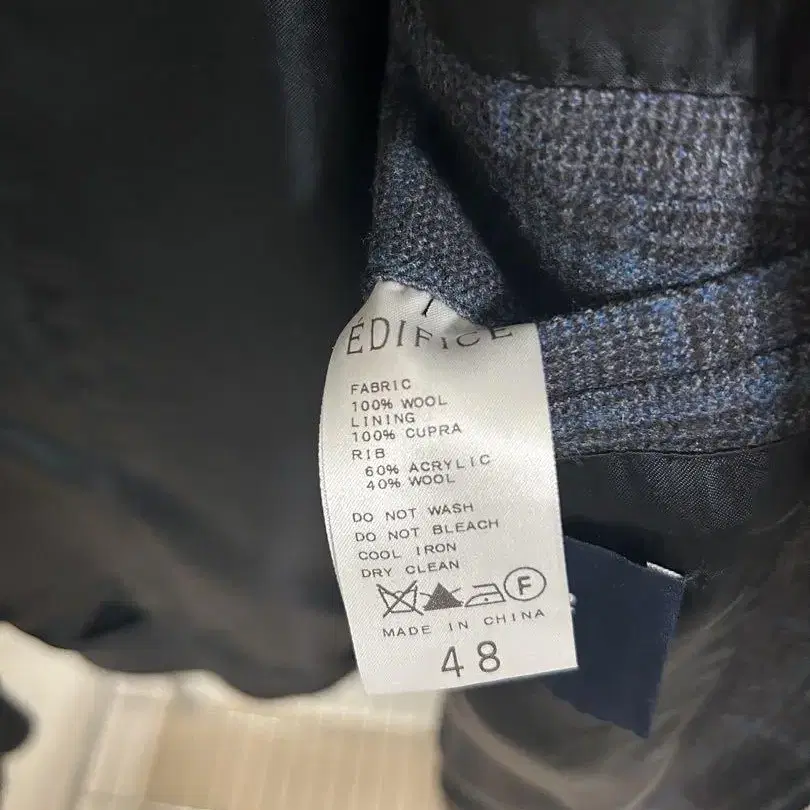 ÉDIFICE
FABRIC
100% WOOL
LINING
100% CUPRA
RIB
60% ACRYLIC
40% WOOL
DO NOT WASH
DO NOT BLEACH
COOL IRON
DRY CLEAN
F
MADE IN CHINA
48